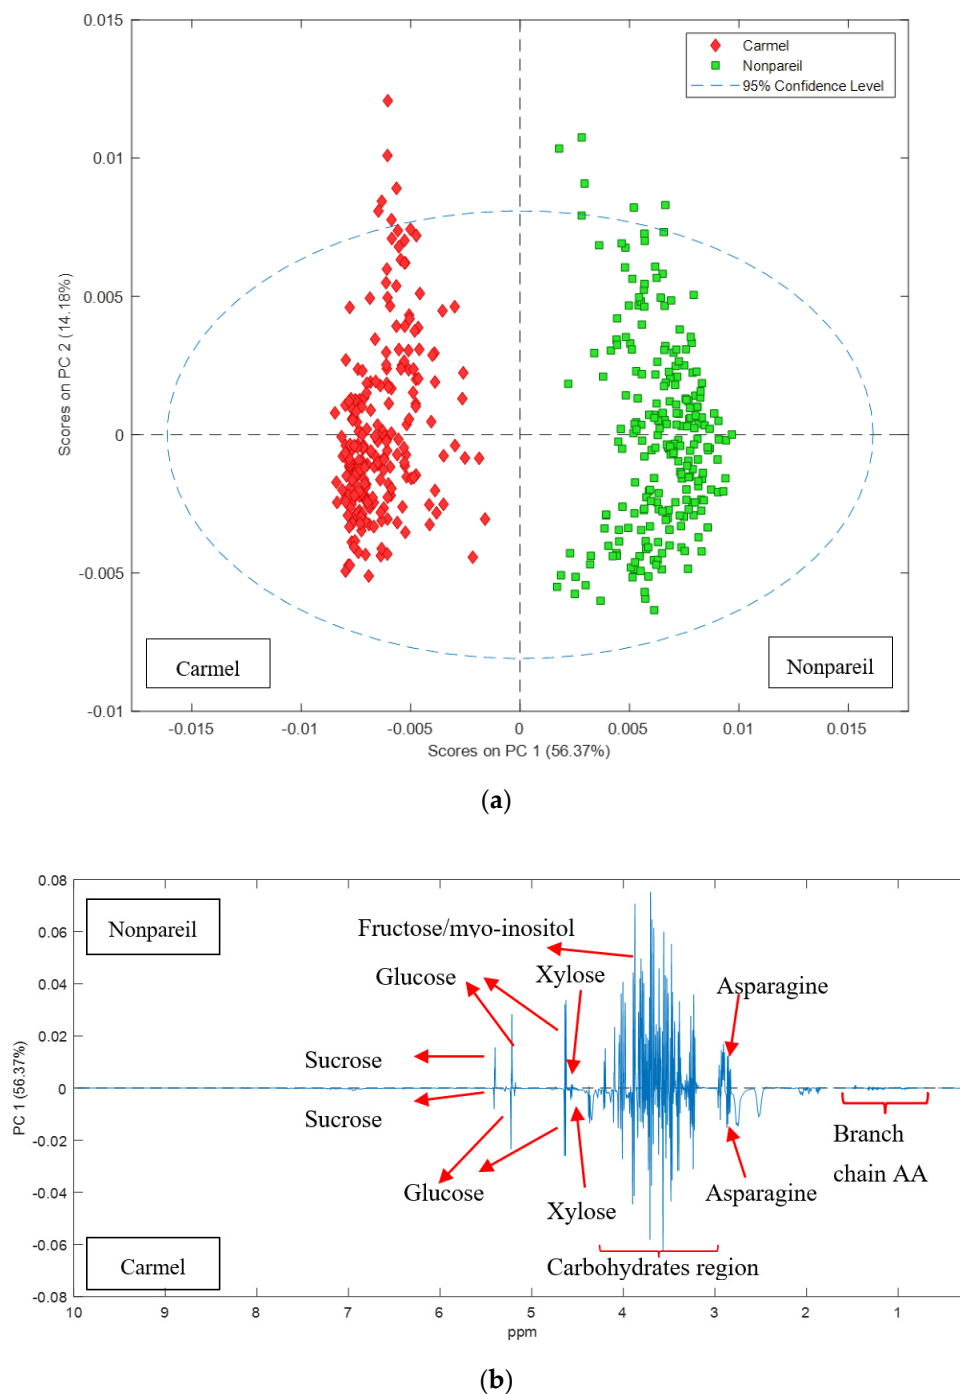 0.015
Carmel
Nonpareil
95% Confidence Level
0.01
0.005
Scores on PC 2 (14.18%)
0
-0.005
Carmel
Nonpareil
-0.01
-0.015
-0.005
0
0.005
0.01
0.015
Scores on PC 1 (56.37%)
(a)
0.08
Nonpareil
0.06
Fructose/myo-inositol
Glucose
Xylose
Asparagine
0.04
0.02
Sucrose
0
PC 1 (56.37%)
Sucrose
Branch
chain AA
-0.02
Glucose
Xylose
Asparagine
-0.04
-0.06
Carmel
Carbohydrates region
-0.08
10
9
8
7
6
5
4
3
2
1
ppm
(b)